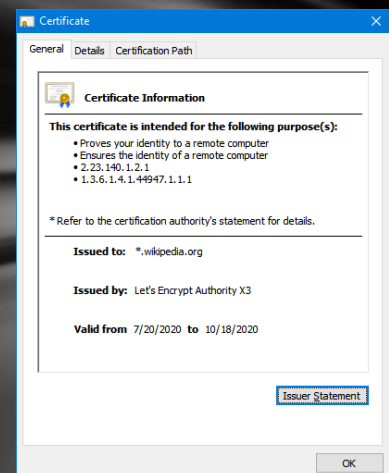 Certificate
General Details Certification Path
Certificate Information
This certificate is intended for the following purpose(s):
• Proves your identity to a remote computer
• Ensures the identity of a remote computer
• 2.23.140.1.2.1
• 1.3.6.1.4.1.44947.1.1.1
* Refer to the certification authority's statement for details.
Issued to: *.wikipedia.org
Issued by: Let's Encrypt Authority X3
Valid from 7/20/2020 to 10/18/2020
Issuer Statement
OK